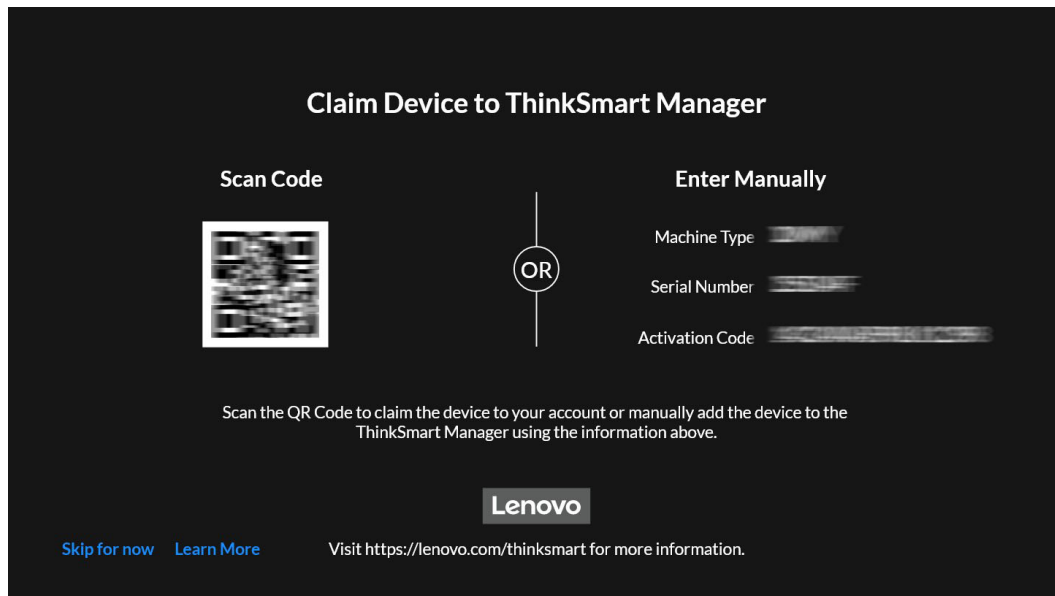 Claim Device to ThinkSmart Manager
Scan Code
OR
Enter Manually
Machine Type
Serial Number
Activation Code
Scan the QR Code to claim the device to your account or manually add the device to the
ThinkSmart Manager using the information above.
Lenovo
Skip for now Learn More Visit https://lenovo.com/thinksmart for more information.